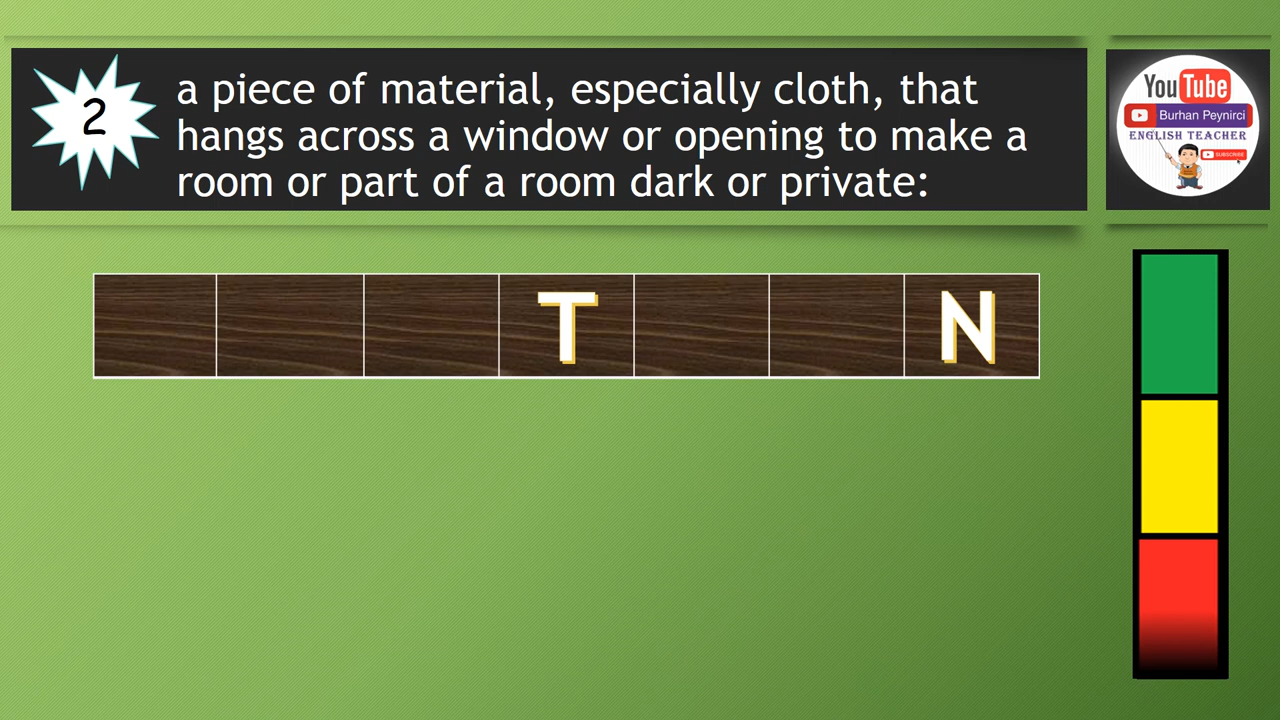 2
a piece of material, especially cloth, that
hangs across a window or opening to make a
room or part of a room dark or private:
YouTube
Burhan Peynirci
ENGLISH TEACHER
SUBSCRIBE
T N